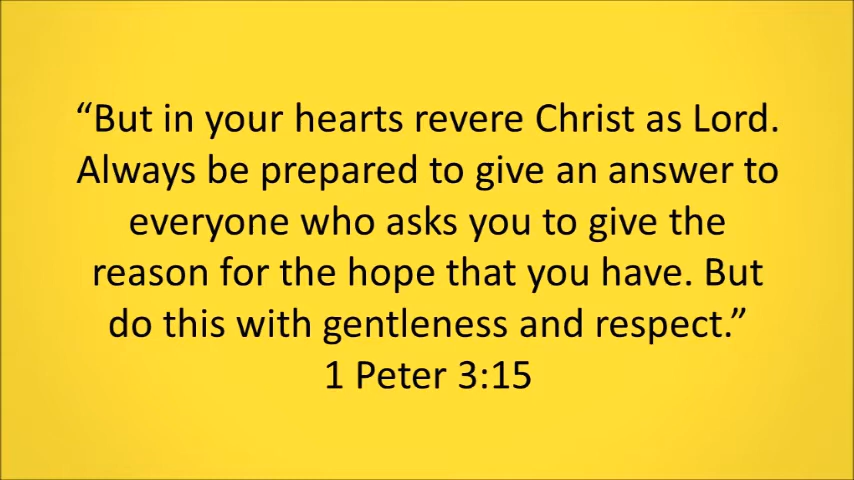 “But in your hearts revere Christ as Lord.
Always be prepared to give an answer to
everyone who asks you to give the
reason for the hope that you have. But
do this with gentleness and respect.”
1 Peter 3:15